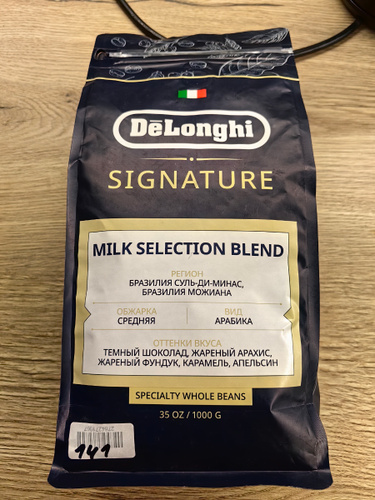 DēLonghi
SIGNATURE
MILK SELECTION BLEND
РЕГИОН
БРАЗИЛИЯ СУЛЬ-ДИ-МИНАС,
БРАЗИЛИЯ МОЖИАНА
ОБЖАРКА
СРЕДНЯЯ
ВИД
АРАБИКА
ОТТЕНКИ ВКУСА
ТЕМНЫЙ ШОКОЛАД, ЖАРЕНЫЙ АРАХИС,
ЖАРЕНЫЙ ФУНДУК, КАРАМЕЛЬ, АПЕЛЬСИН
SPECIALTY WHOLE BEANS
35 OZ / 1000 G
141